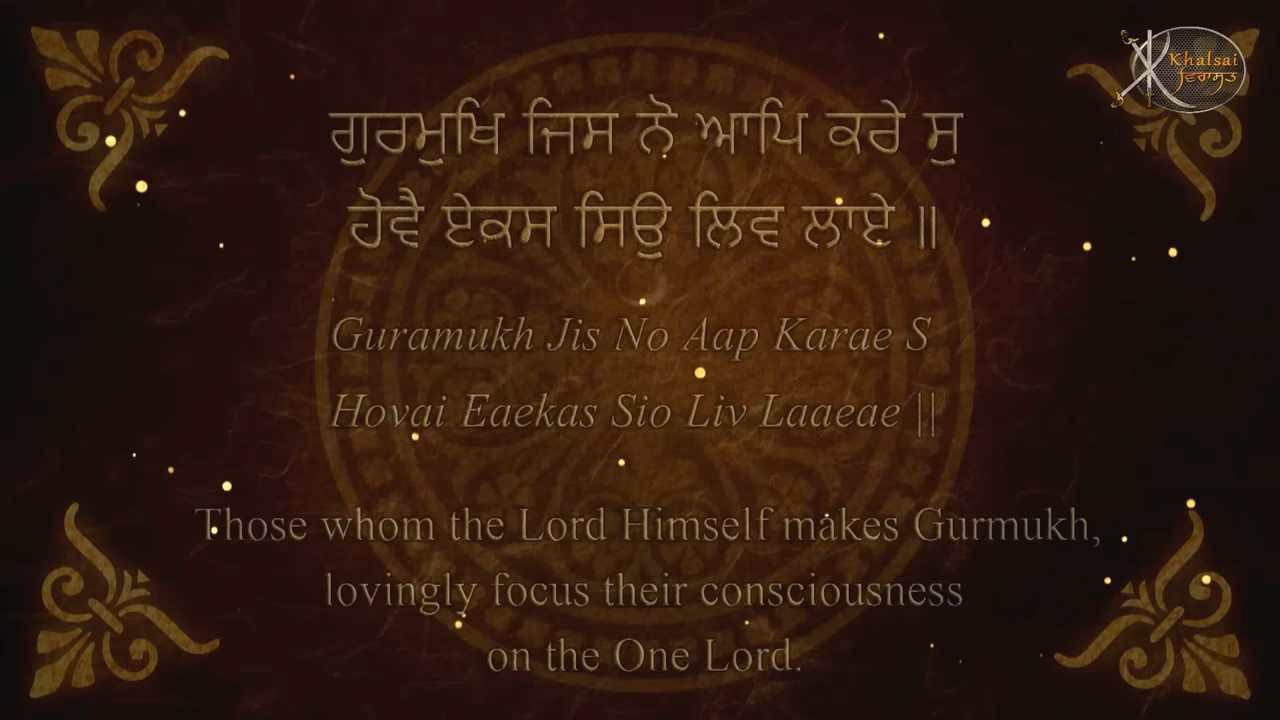 Khalsai
ਵਿਰਾਸਤ
ਗੁਰਮੁਖਿ ਜਿਸ ਨੋ ਆਪਿ ਕਰੇ ਸੁ
ਹੋਵੈ ਏਕਸ ਸਿਉ ਲਿਵ ਲਾਏ ॥
Guramukh Jis No Aap Karae S
Hovai Eaekas Sio Liv Laaeae ||
Those whom the Lord Himself makes Gurmukh,
lovingly focus their consciousness
on the One Lord.